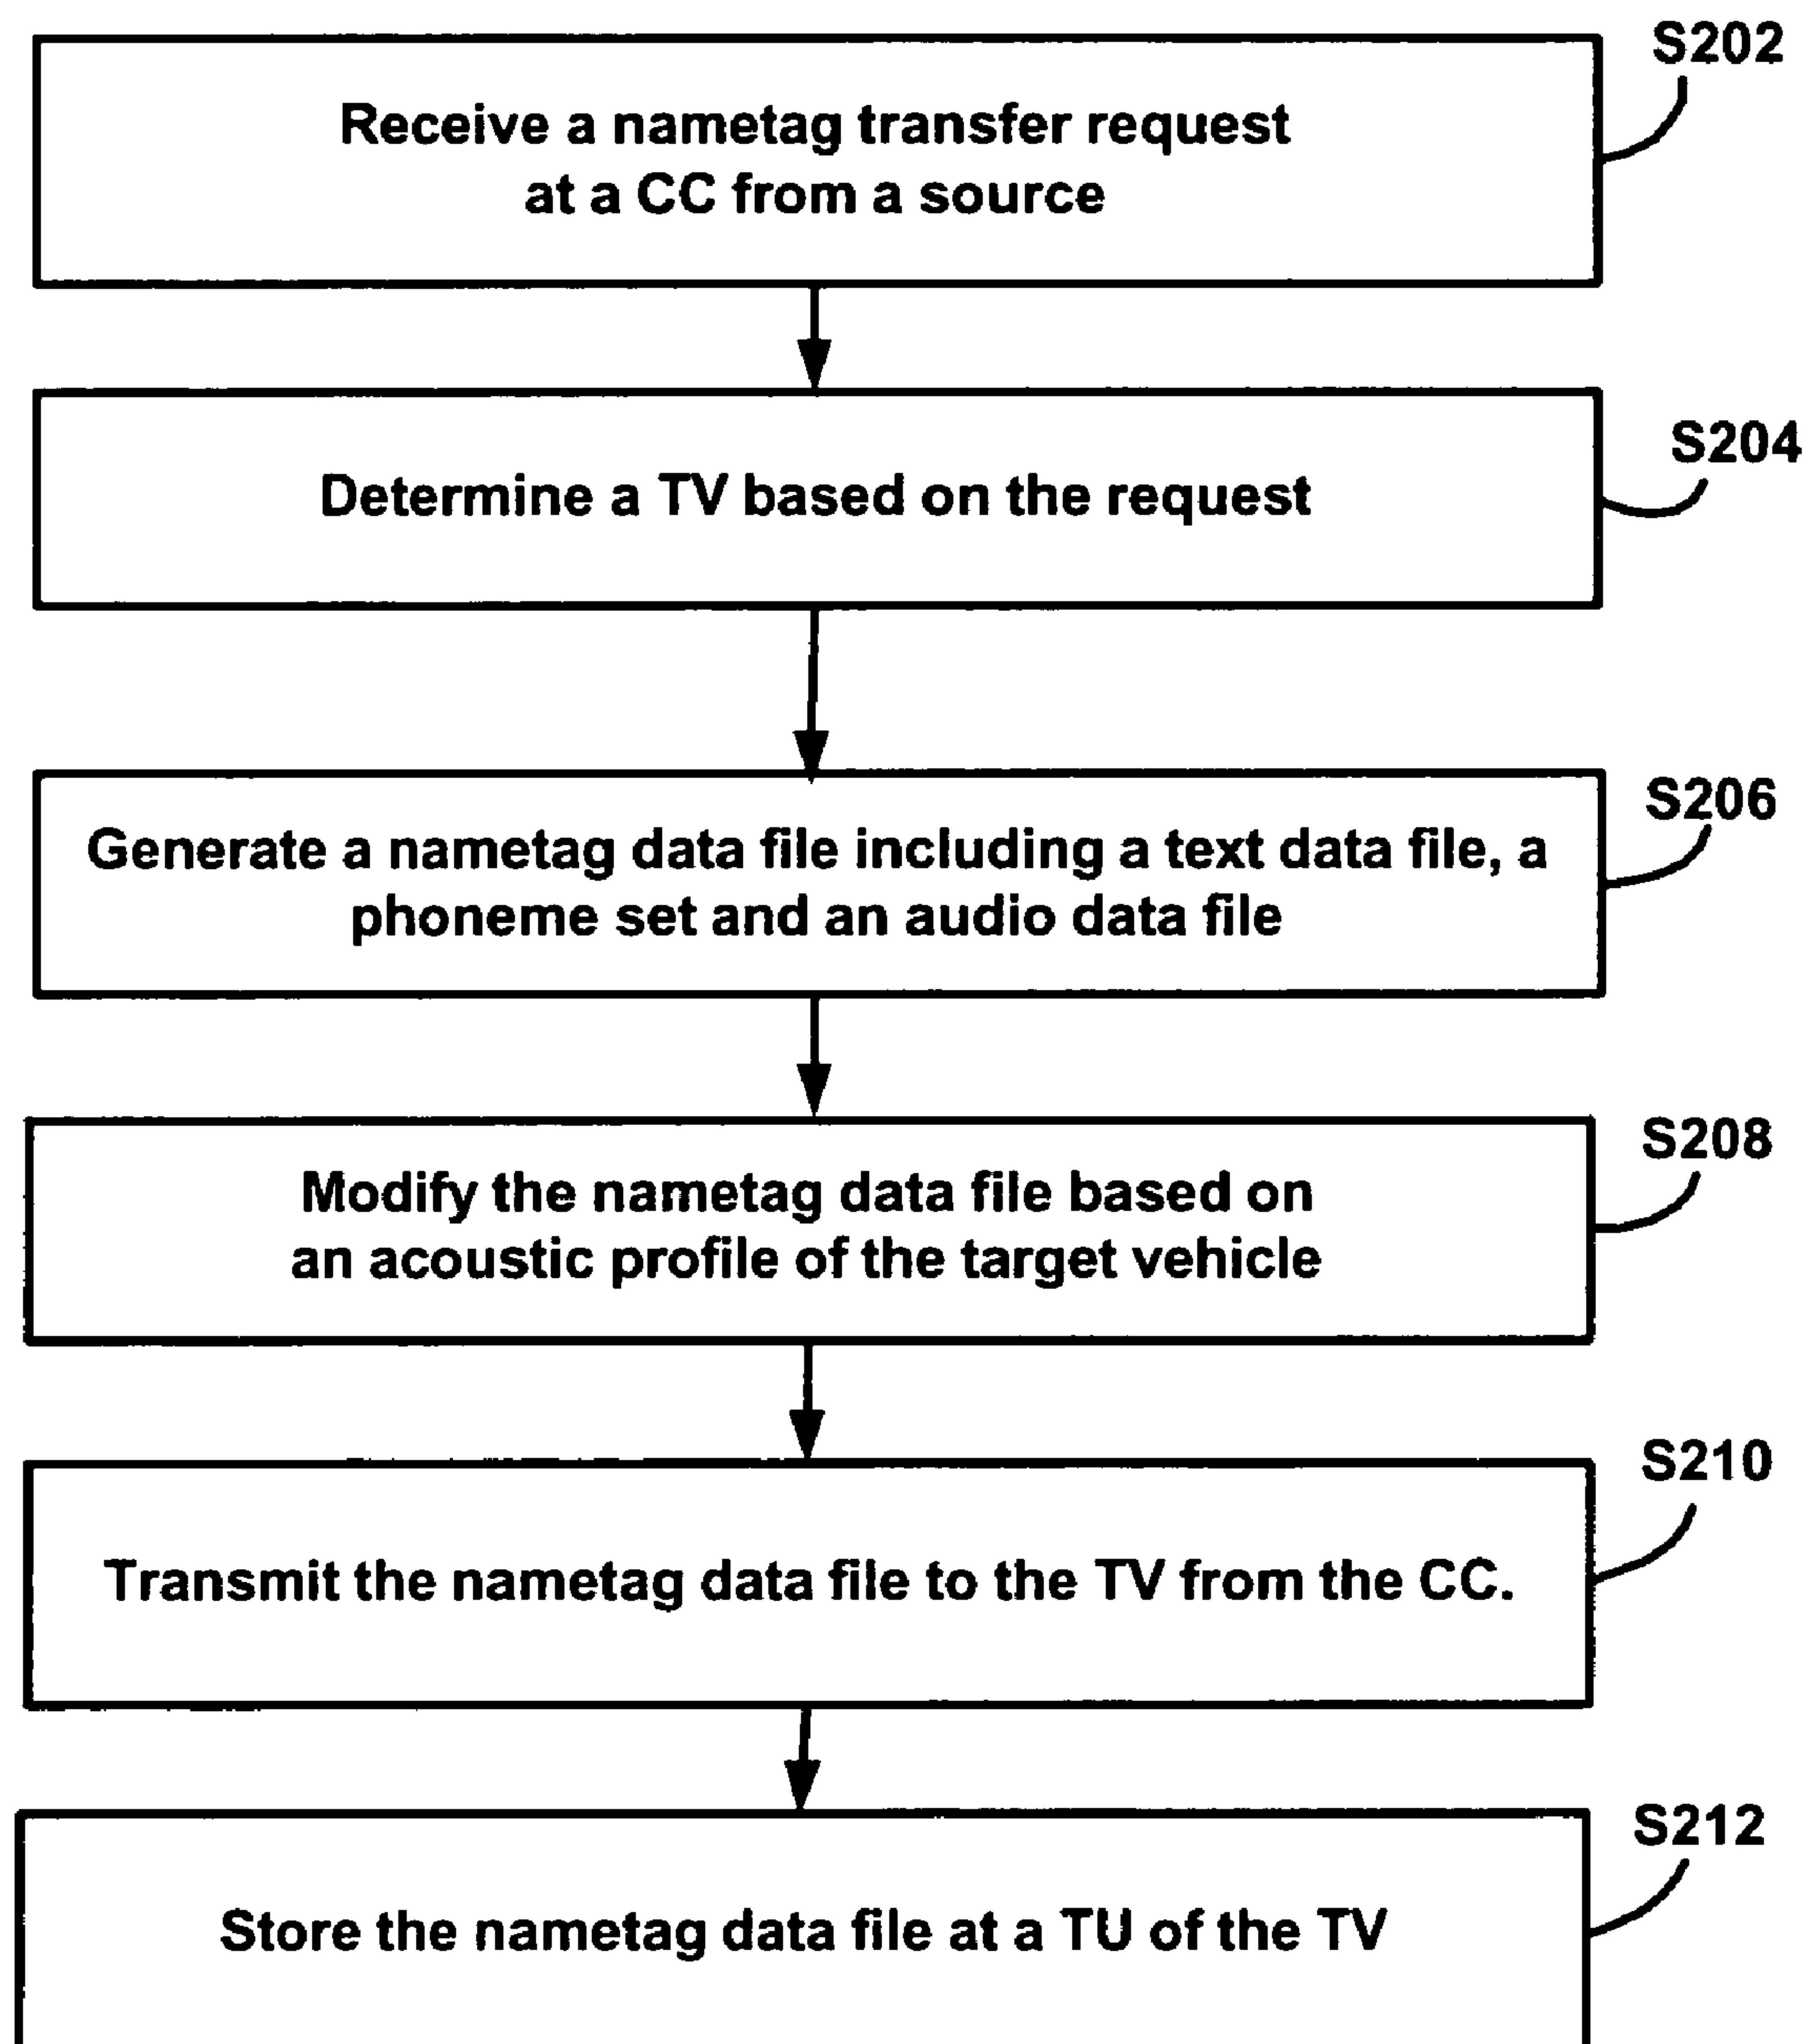 S202
Receive a nametag transfer request
at a CC from a source
S204
Determine a TV based on the request
S206
Generate a nametag data file including a text data file, a
phoneme set and an audio data file
S208
Modify the nametag data file based on
an acoustic profile of the target vehicle
S210
Transmit the nametag data file to the TV from the CC.
S212
Store the nametag data file at a TU of the TV